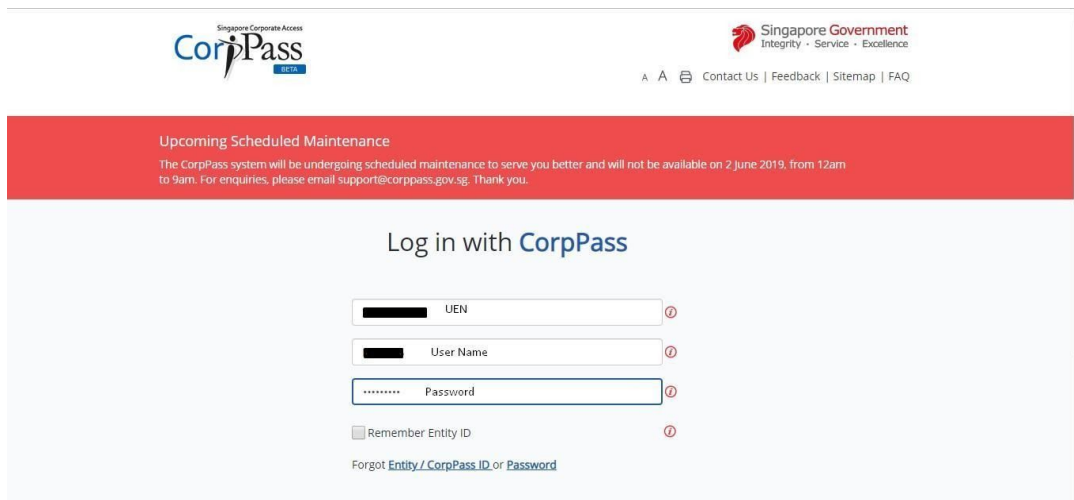 Singapore Corporate Access
CorpPass
BETA
Singapore Government
Integrity · Service · Excellence
A A Contact Us | Feedback | Sitemap | FAQ
Upcoming Scheduled Maintenance
The CorpPass system will be undergoing scheduled maintenance to serve you better and will not be available on 2 June 2019, from 12am
to 9am. For enquiries, please email support@corppass.gov.sg. Thank you.
Log in with CorpPass
UEN
User Name
········· Password
Remember Entity ID
Forgot Entity / CorpPass ID or Password